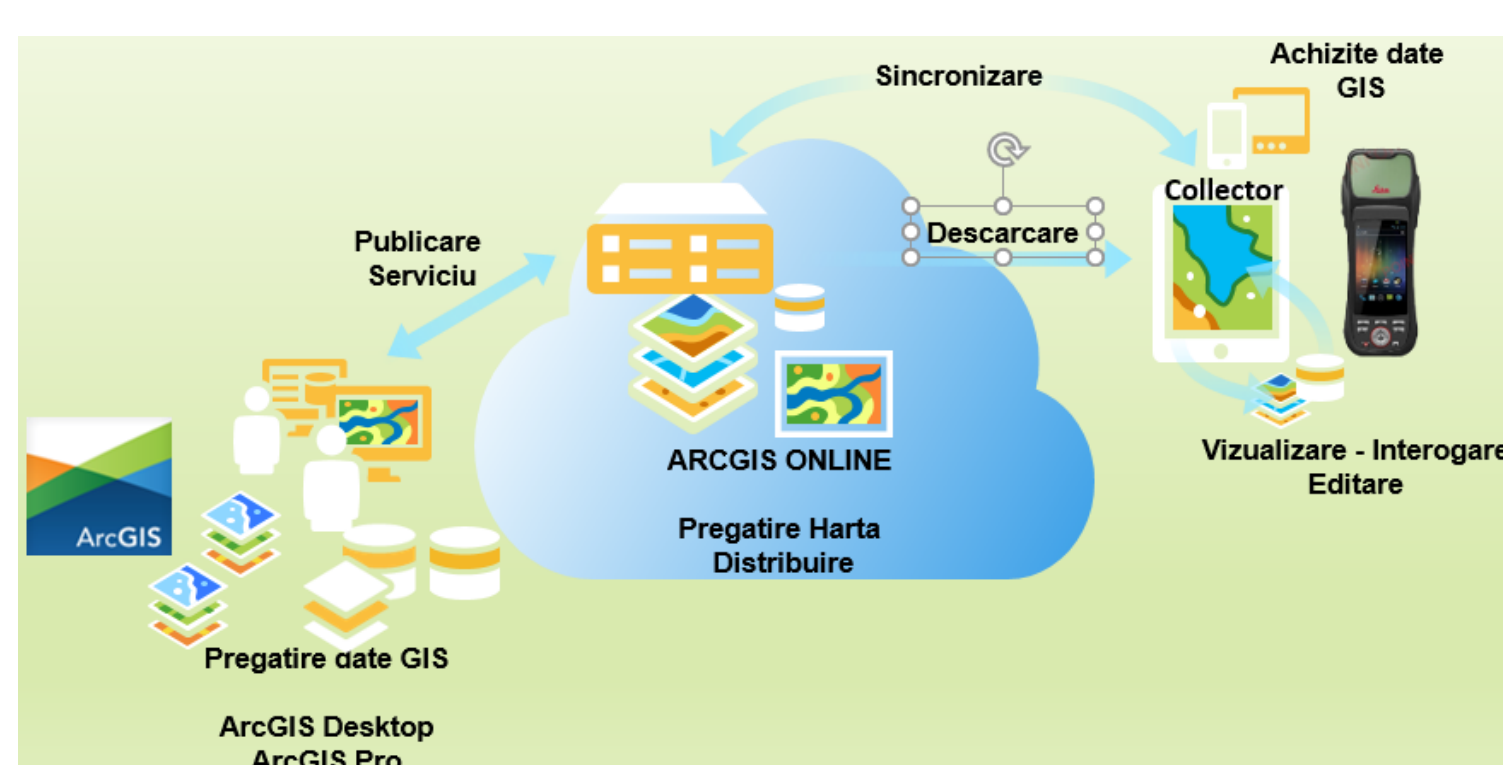 Achizite date
GIS
Sincronizare
Collector
Descarcare
Publicare
Serviciu
ArcGIS
ARCGIS ONLINE
Vizualizare - Interogare
Editare
Pregatire Harta
Distribuire
Pregatire date GIS
ArcGIS Desktop
ArcGIS Pro